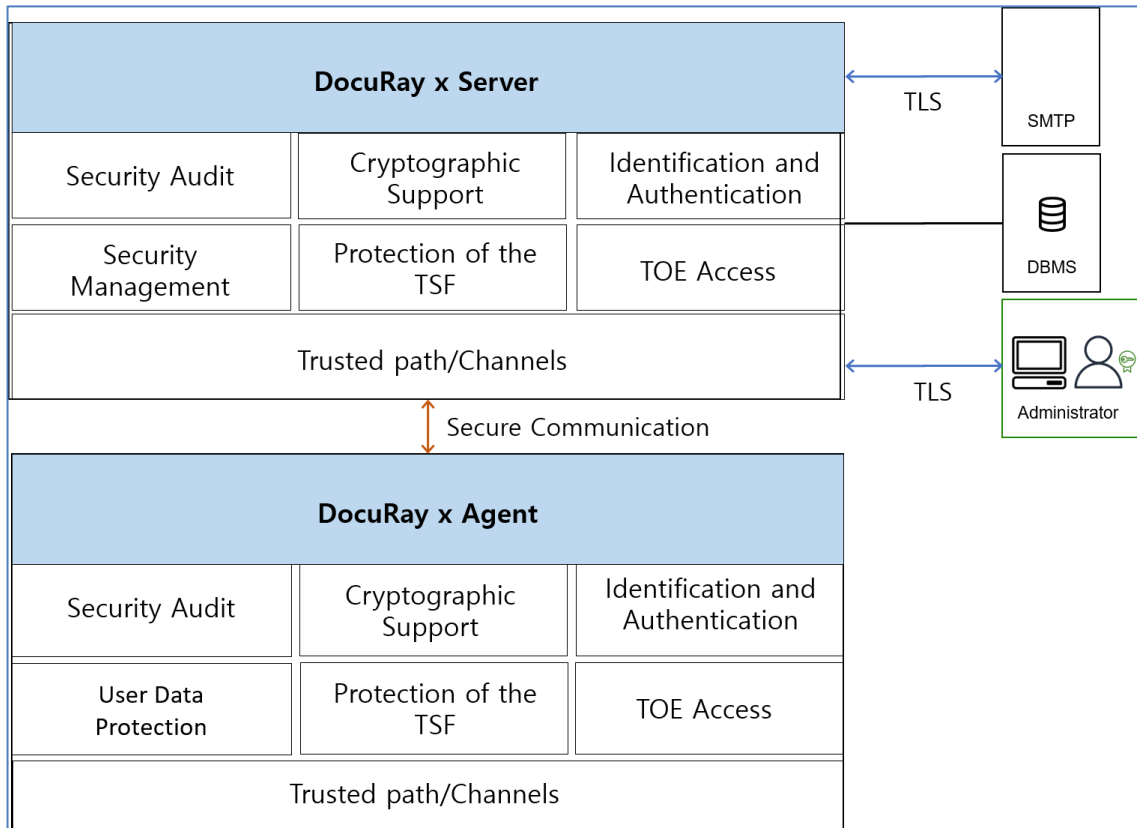 DocuRay x Server
TLS
SMTP
Security Audit
Cryptographic
Support
Identification and
Authentication
DBMS
Security
Management
Protection of the
TSF
TOE Access
Trusted path/Channels
TLS
Administrator
Secure Communication
DocuRay x Agent
Security Audit
Cryptographic
Support
Identification and
Authentication
User Data
Protection
Protection of the
TSF
TOE Access
Trusted path/Channels